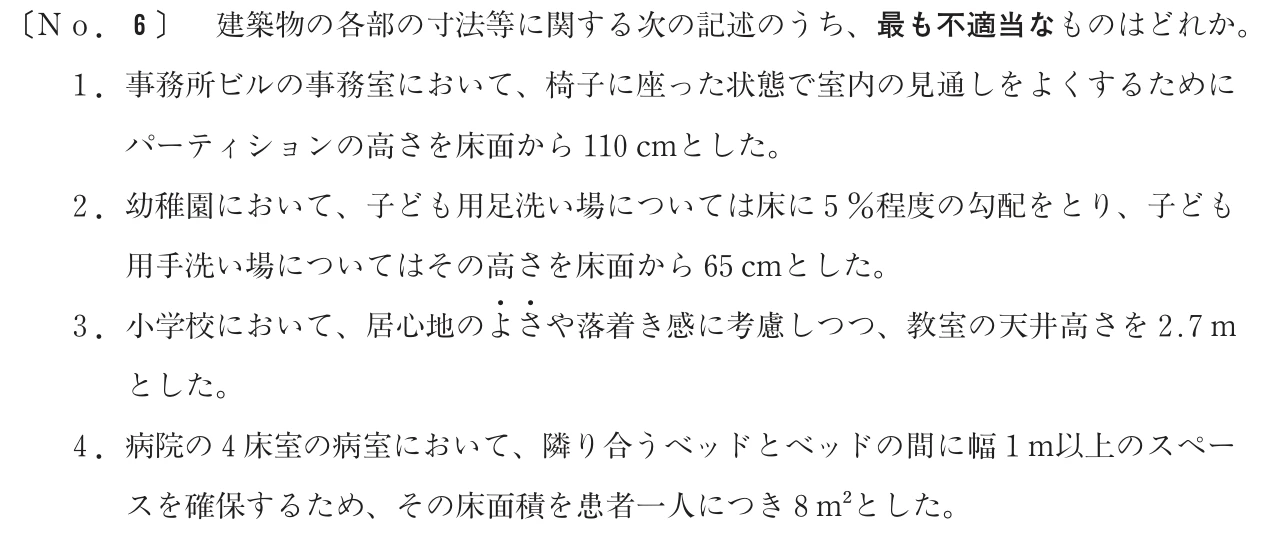 〔Ｎｏ．６〕　建築物の各部の寸法等に関する次の記述のうち、最も不適当なものはどれか。
１．事務所ビルの事務室において、椅子に座った状態で室内の見通しをよくするために
パーティションの高さを床面から 110 cmとした。
２．幼稚園において、子ども用足洗い場については床に５％程度の勾配をとり、子ども
用手洗い場についてはその高さを床面から 65 cmとした。
３．小学校において、居心地のよさや落着き感に考慮しつつ、教室の天井高さを 2.7 m
とした。
４．病院の４床室の病室において、隣り合うベッドとベッドの間に幅１m以上のスペー
スを確保するため、その床面積を患者一人につき８m²とした。